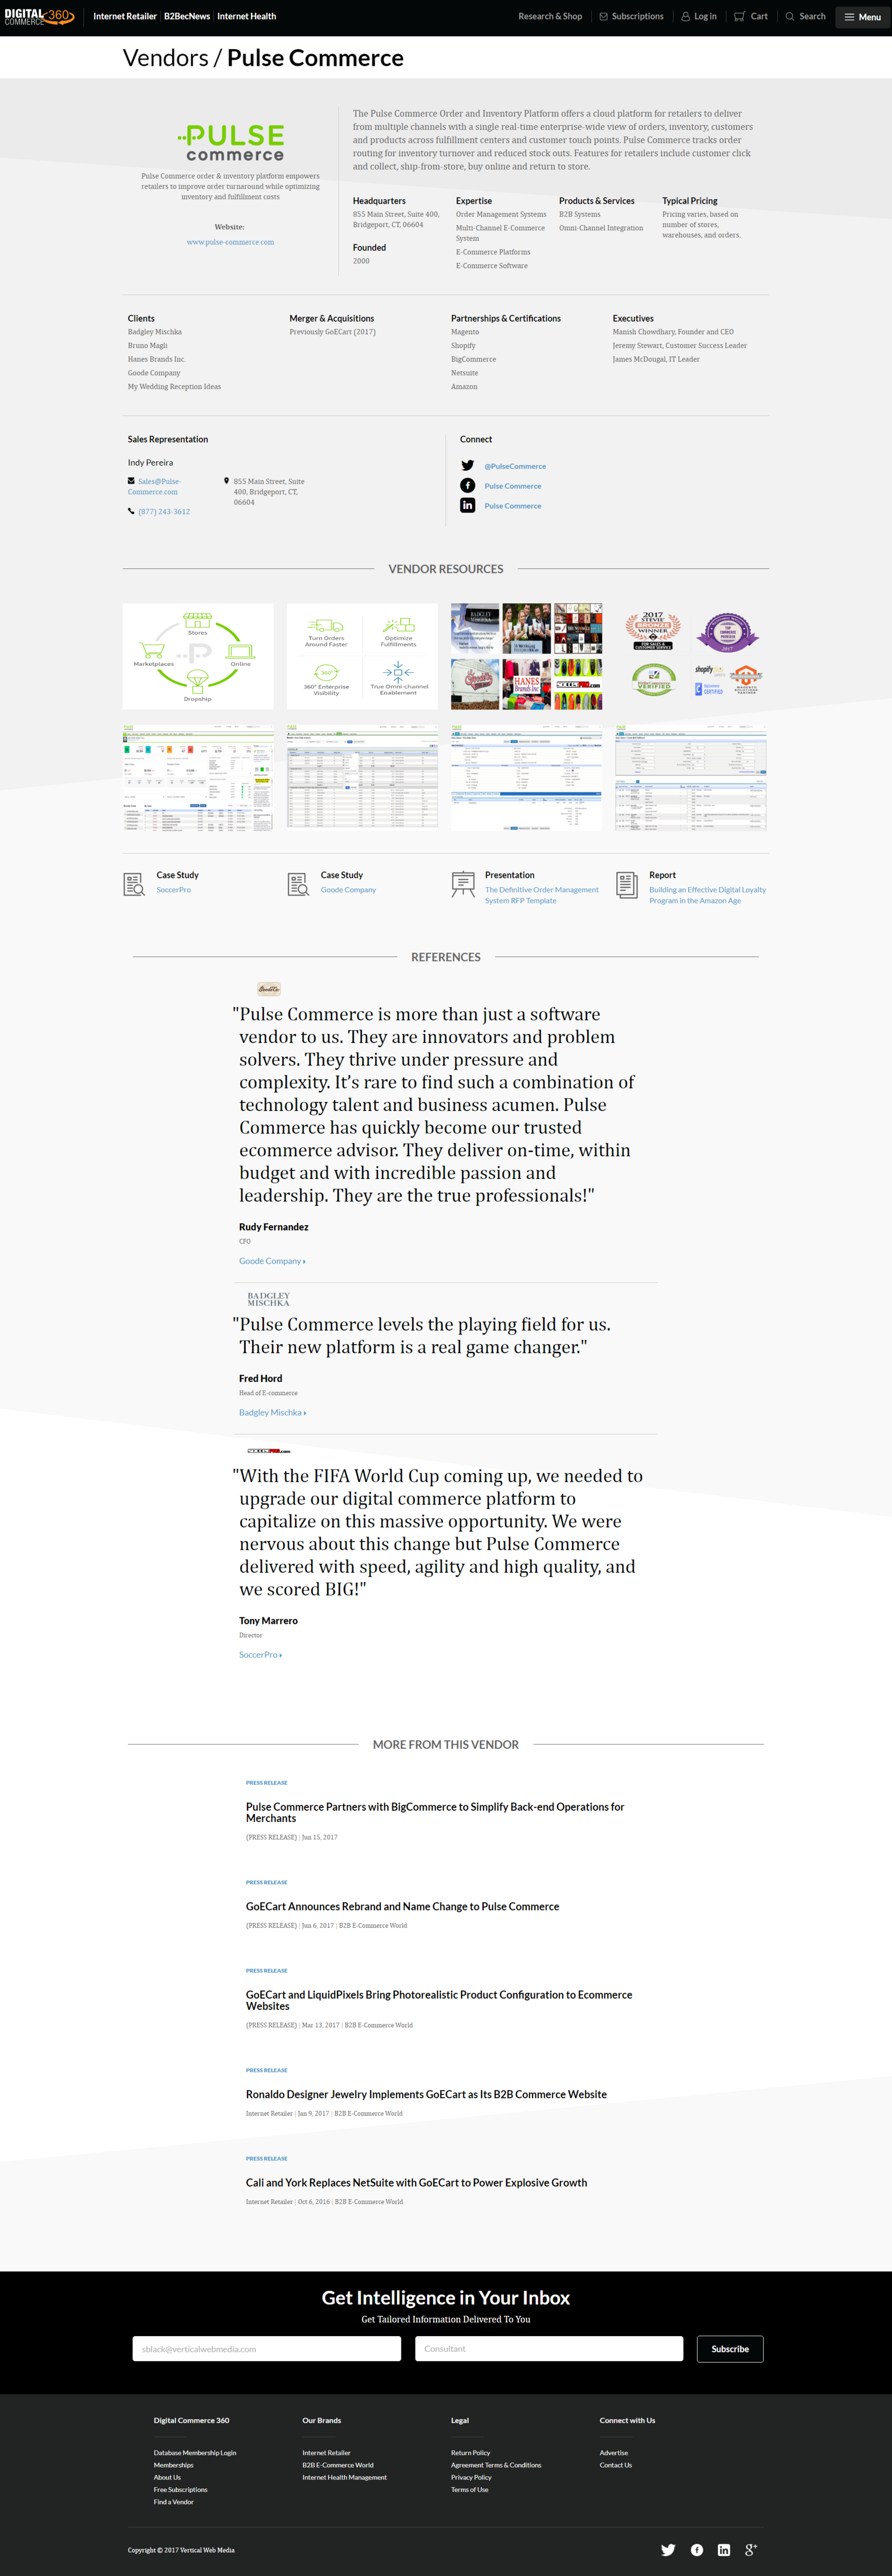 DIGITAL COMMERCE 360
Internet Retailer
B2BecNews
Internet Health
Research & Shop
Subscriptions
Log in
Cart
Search
Menu
Vendors / Pulse Commerce
PULSE
commerce
Pulse Commerce order & inventory platform empowers
retailers to improve order turnaround while optimizing
inventory and fulfillment costs
Website:
www.pulse-commerce.com
The Pulse Commerce Order and Inventory Platform offers a cloud platform for retailers to deliver
from multiple channels with a single real-time enterprise-wide view of orders, inventory, customers
and products across fulfillment centers and customer touch points. Pulse Commerce tracks order
routing for inventory turnover and reduced stock outs. Features for retailers include customer click
and collect, ship-from-store, buy online and return to store.
Headquarters
855 Main Street, Suite 400,
Bridgeport, CT, 06604
Founded
2000
Expertise
Order Management Systems
Multi-Channel E-Commerce
System
E-Commerce Platforms
E-Commerce Software
Products & Services
B2B Systems
Omni-Channel Integration
Typical Pricing
Pricing varies, based on
number of stores,
warehouses, and orders.
Clients
Badgley Mischka
Bruno Magli
Hanes Brands Inc.
Goode Company
My Wedding Reception Ideas
Merger & Acquisitions
Previously GoECart (2017)
Partnerships & Certifications
Magento
Shopify
BigCommerce
Netsuite
Amazon
Executives
Manish Chowdhary, Founder and CEO
Jeremy Stewart, Customer Success Leader
James McDougal, IT Leader
Sales Representation
Indy Pereira
Sales@Pulse-
Commerce.com
(877) 243-3612
855 Main Street, Suite
400, Bridgeport, CT,
06604
Connect
@PulseCommerce
Pulse Commerce
Pulse Commerce
VENDOR RESOURCES
Stores
Marketplaces
Online
Dropship
Turn Orders
Around Faster
Optimize
Fulfillments
360° Enterprise
Visibility
True Omni-channel
Enablement
BADGLEY
HANES
Brands Inc
2017
STEVIE
BRONZE
WINNER
FOR SALES &
CUSTOMER SERVICE
2017
VERIFIED
shopify
CERTIFIED
Case Study
SoccerPro
Case Study
Goode Company
Presentation
The Definitive Order Management
System RFP Template
Report
Building an Effective Digital Loyalty
Program in the Amazon Age
REFERENCES
"Pulse Commerce is more than just a software
vendor to us. They are innovators and problem
solvers. They thrive under pressure and
complexity. It’s rare to find such a combination of
technology talent and business acumen. Pulse
Commerce has quickly become our trusted
ecommerce advisor. They deliver on-time, within
budget and with incredible passion and
leadership. They are the true professionals!"
Rudy Fernandez
CFO
Goode Company
BADGLEY
MISCHKA
"Pulse Commerce levels the playing field for us.
Their new platform is a real game changer."
Fred Hord
Head of E-commerce
Badgley Mischka
"With the FIFA World Cup coming up, we needed to
upgrade our digital commerce platform to
capitalize on this massive opportunity. We were
nervous about this change but Pulse Commerce
delivered with speed, agility and high quality, and
we scored BIG!"
Tony Marrero
Director
SoccerPro
MORE FROM THIS VENDOR
PRESS RELEASE
Pulse Commerce Partners with BigCommerce to Simplify Back-end Operations for
Merchants
(PRESS RELEASE) | Jun 15, 2017
PRESS RELEASE
GoECart Announces Rebrand and Name Change to Pulse Commerce
(PRESS RELEASE) | Jun 6, 2017 | B2B E-Commerce World
PRESS RELEASE
GoECart and LiquidPixels Bring Photorealistic Product Configuration to Ecommerce
Websites
(PRESS RELEASE) | Mar 13, 2017 | B2B E-Commerce World
PRESS RELEASE
Ronaldo Designer Jewelry Implements GoECart as Its B2B Commerce Website
Internet Retailer | Jan 9, 2017 | B2B E-Commerce World
PRESS RELEASE
Cali and York Replaces NetSuite with GoECart to Power Explosive Growth
Internet Retailer | Oct 6, 2016 | B2B E-Commerce World
Get Intelligence in Your Inbox
Get Tailored Information Delivered To You
sblack@verticalwebmedia.com
Consultant
Subscribe
Digital Commerce 360
Database Membership Login
Memberships
About Us
Free Subscriptions
Find a Vendor
Our Brands
Internet Retailer
B2B E-Commerce World
Internet Health Management
Legal
Return Policy
Agreement Terms & Conditions
Privacy Policy
Terms of Use
Connect with Us
Advertise
Contact Us
Copyright © 2017 Vertical Web Media